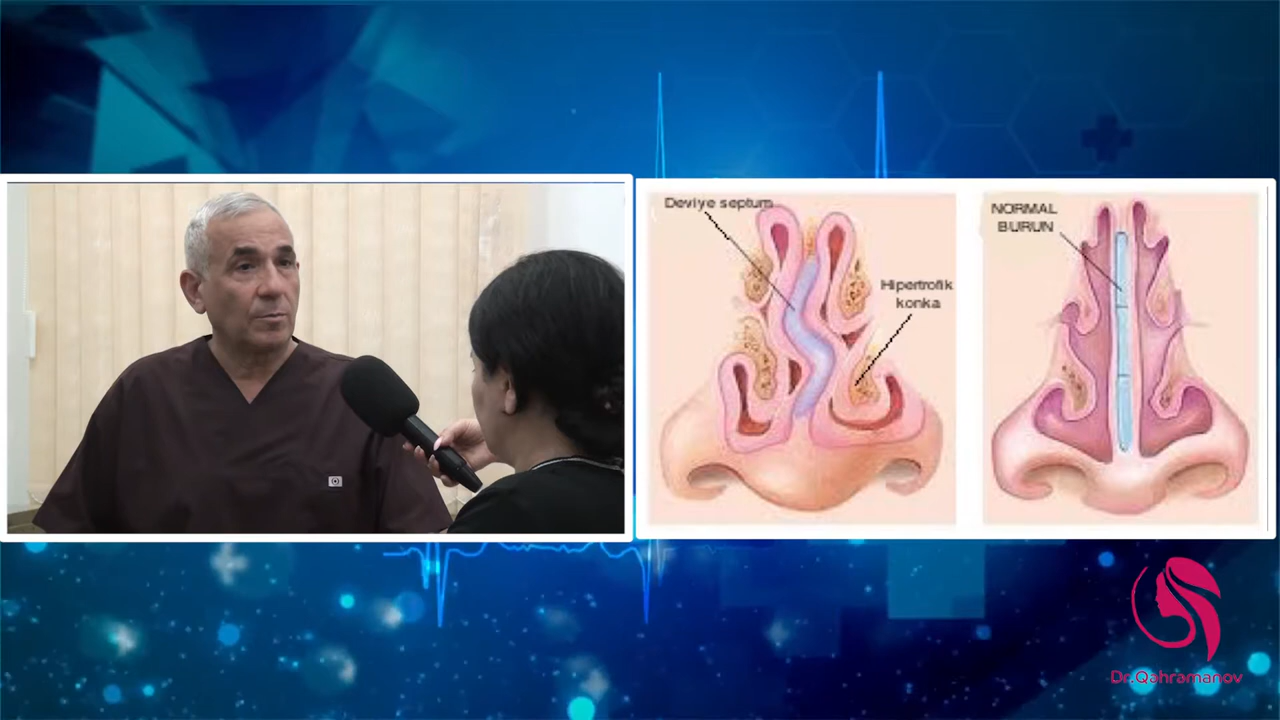 Deviye septum
Hipertrofik
konka
NORMAL
BURUN
Dr.Qahramanov